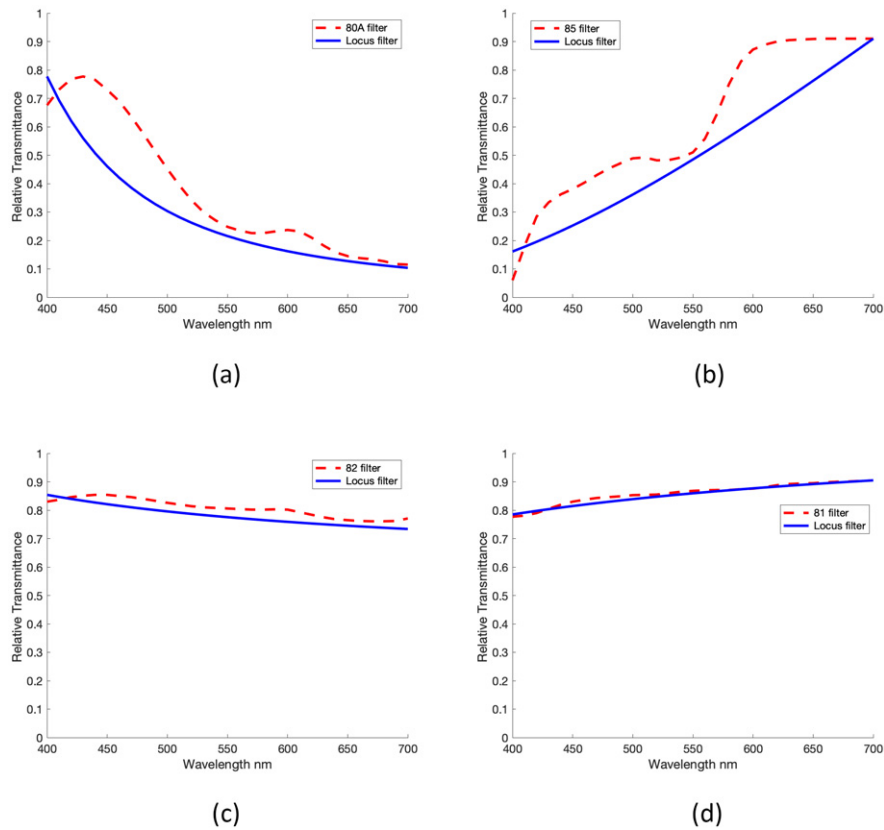 1
0.9
0.8
0.7
0.6
0.5
0.4
0.3
0.2
0.1
0
Relative Transmittance
80A filter
Locus filter
400 450 500 550 600 650 700
Wavelength nm
(a)
1
0.9
0.8
0.7
0.6
0.5
0.4
0.3
0.2
0.1
0
Relative Transmittance
85 filter
Locus filter
400 450 500 550 600 650 700
Wavelength nm
(b)
1
0.9
0.8
0.7
0.6
0.5
0.4
0.3
0.2
0.1
0
Relative Transmittance
82 filter
Locus filter
400 450 500 550 600 650 700
Wavelength nm
(c)
1
0.9
0.8
0.7
0.6
0.5
0.4
0.3
0.2
0.1
0
Relative Transmittance
81 filter
Locus filter
400 450 500 550 600 650 700
Wavelength nm
(d)